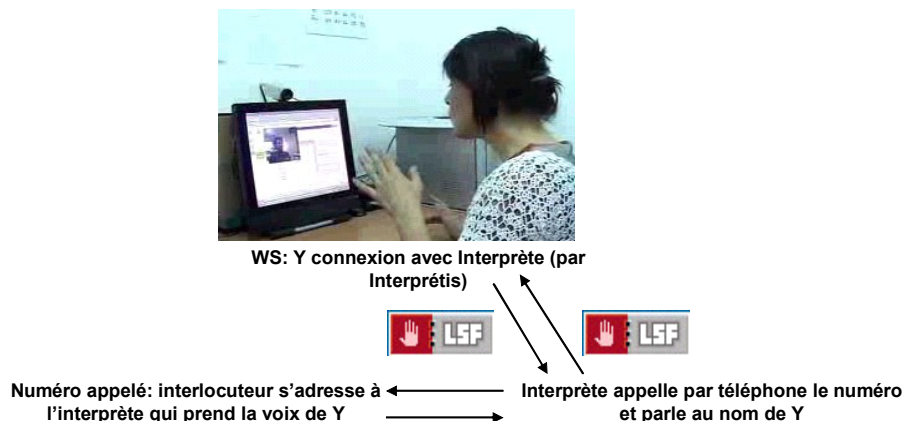 WS: Y connexion avec Interprète (par
Interprétis)
LSF
LSF
Numéro appelé: interlocuteur s’adresse à
l’interprète qui prend la voix de Y
Interprète appelle par téléphone le numéro
et parle au nom de Y